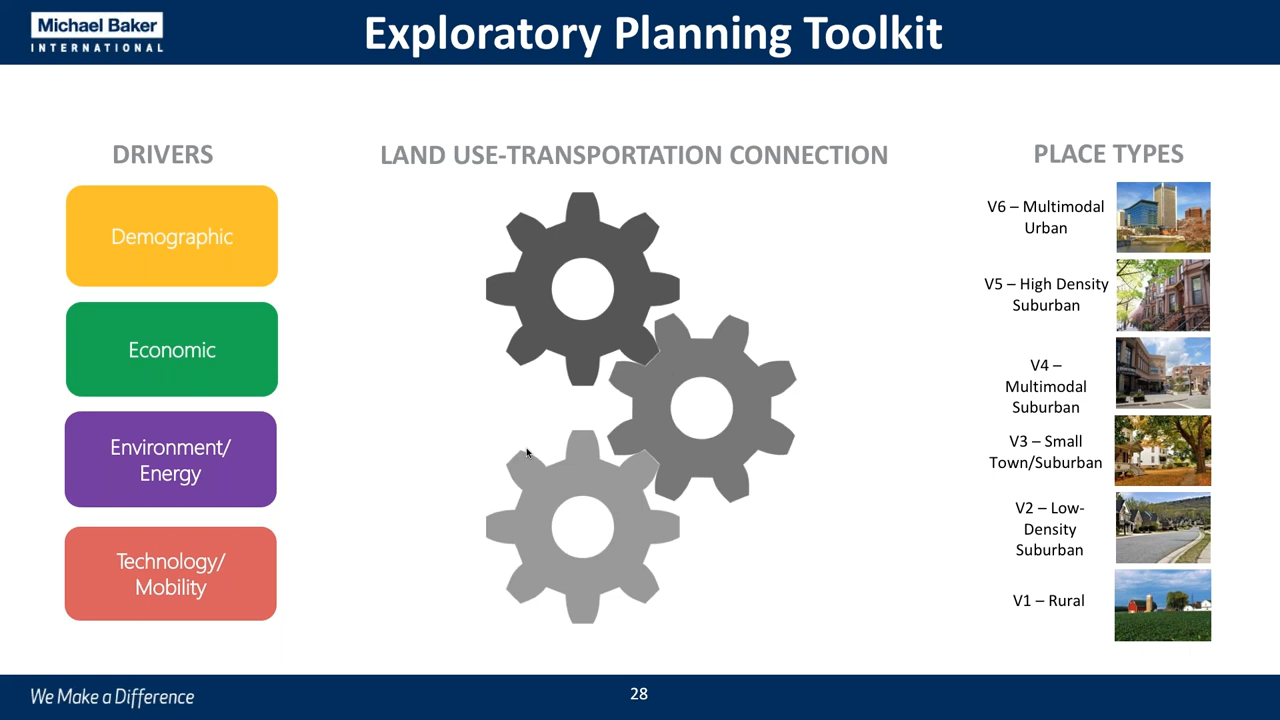 Michael Baker
INTERNATIONAL
Exploratory Planning Toolkit
DRIVERS
Demographic
Economic
Environment/
Energy
Technology/
Mobility
LAND USE-TRANSPORTATION CONNECTION
PLACE TYPES
V6 – Multimodal
Urban
V5 – High Density
Suburban
V4 –
Multimodal
Suburban
V3 – Small
Town/Suburban
V2 – Low-
Density
Suburban
V1 – Rural
We Make a Difference
28